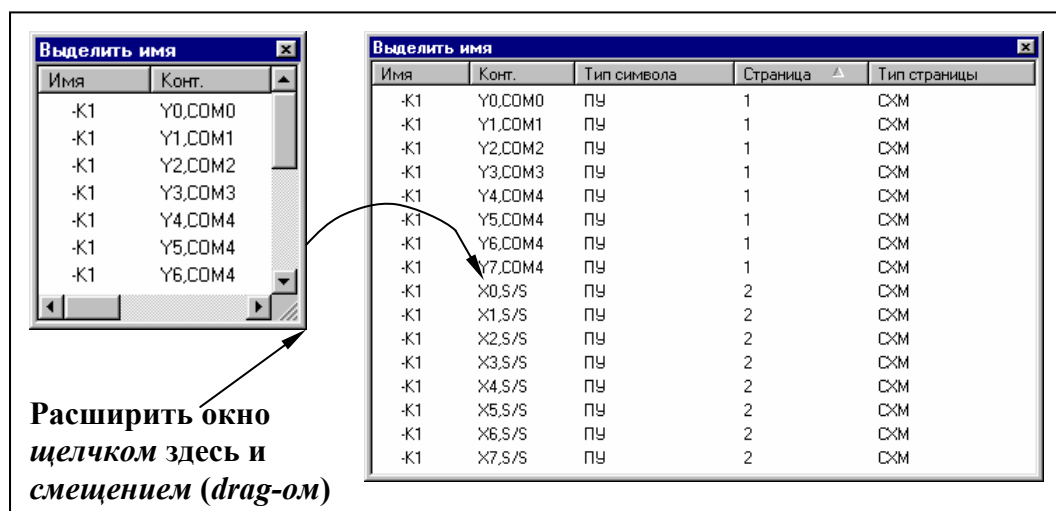 Выделить имя
Имя Конт.
-K1 Y0,COM0
-K1 Y1,COM1
-K1 Y2,COM2
-K1 Y3,COM3
-K1 Y4,COM4
-K1 Y5,COM4
-K1 Y6,COM4
Расширить окно
щелчком здесь и
смещением (drag-ом)
Выделить имя
Имя Конт. Тип символа Страница Тип страницы
-K1 Y0,COM0 ПУ 1 СХМ
-K1 Y1,COM1 ПУ 1 СХМ
-K1 Y2,COM2 ПУ 1 СХМ
-K1 Y3,COM3 ПУ 1 СХМ
-K1 Y4,COM4 ПУ 1 СХМ
-K1 Y5,COM4 ПУ 1 СХМ
-K1 Y6,COM4 ПУ 1 СХМ
-K1 Y7,COM4 ПУ 1 СХМ
-K1 X0,S/S ПУ 2 СХМ
-K1 X1,S/S ПУ 2 СХМ
-K1 X2,S/S ПУ 2 СХМ
-K1 X3,S/S ПУ 2 СХМ
-K1 X4,S/S ПУ 2 СХМ
-K1 X5,S/S ПУ 2 СХМ
-K1 X6,S/S ПУ 2 СХМ
-K1 X7,S/S ПУ 2 СХМ